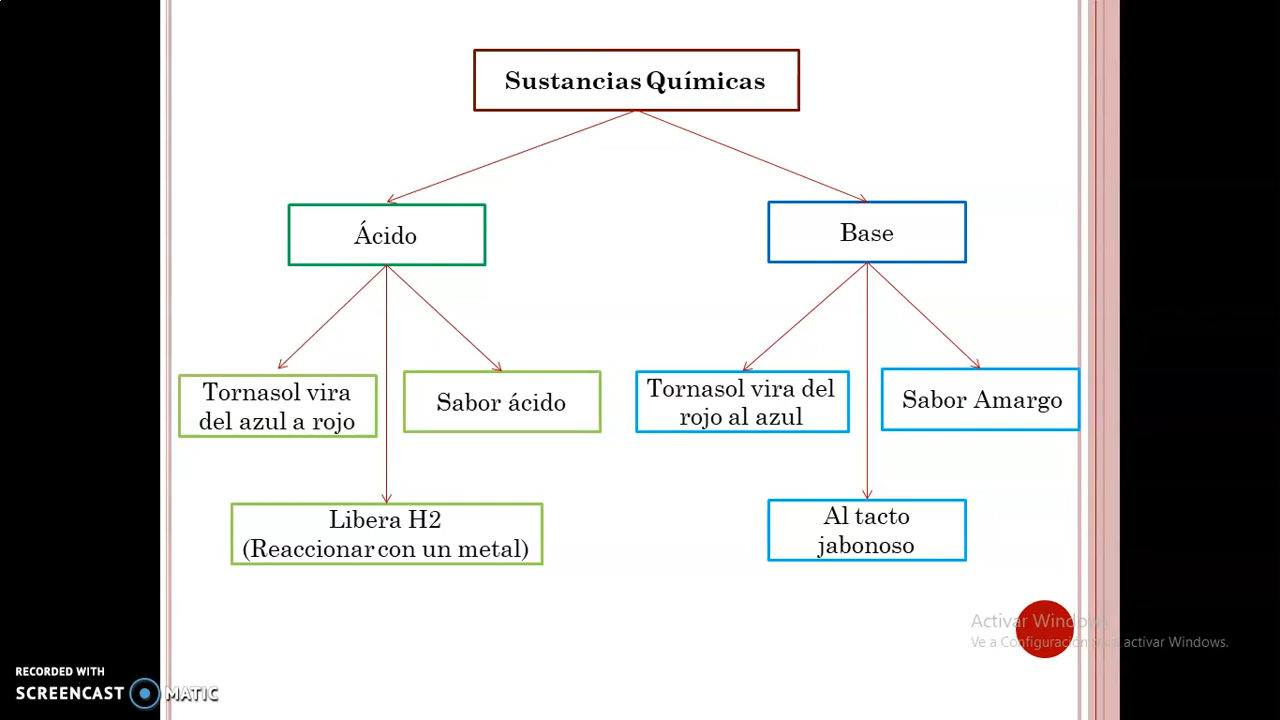 Sustancias Químicas
Ácido
Base
Tornasol vira
del azul a rojo
Sabor ácido
Tornasol vira del
rojo al azul
Sabor Amargo
Libera H2
(Reaccionar con un metal)
Al tacto
jabonoso
Activar Windows
Ve a Configuración para activar Windows.
RECORDED WITH
SCREENCAST MATIC